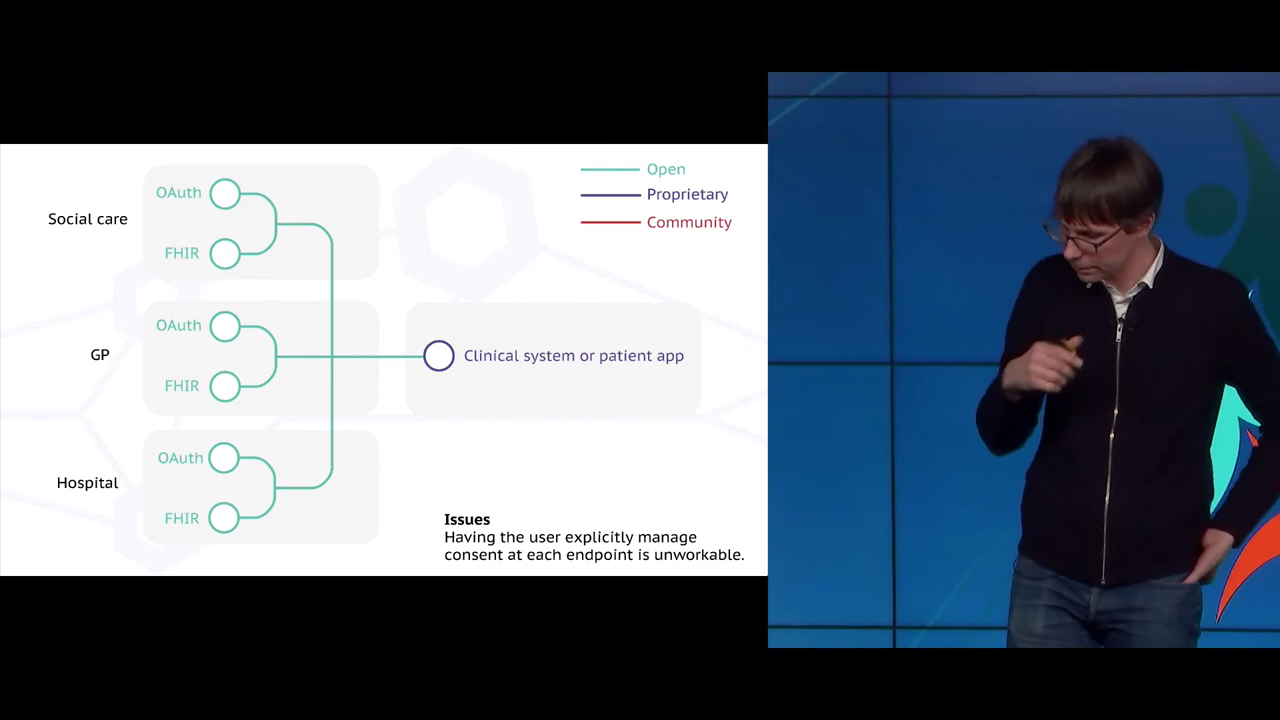 Open
Proprietary
Community
Social care
OAuth
FHIR
GP
OAuth
FHIR
Clinical system or patient app
Hospital
OAuth
FHIR
Issues
Having the user explicitly manage
consent at each endpoint is unworkable.